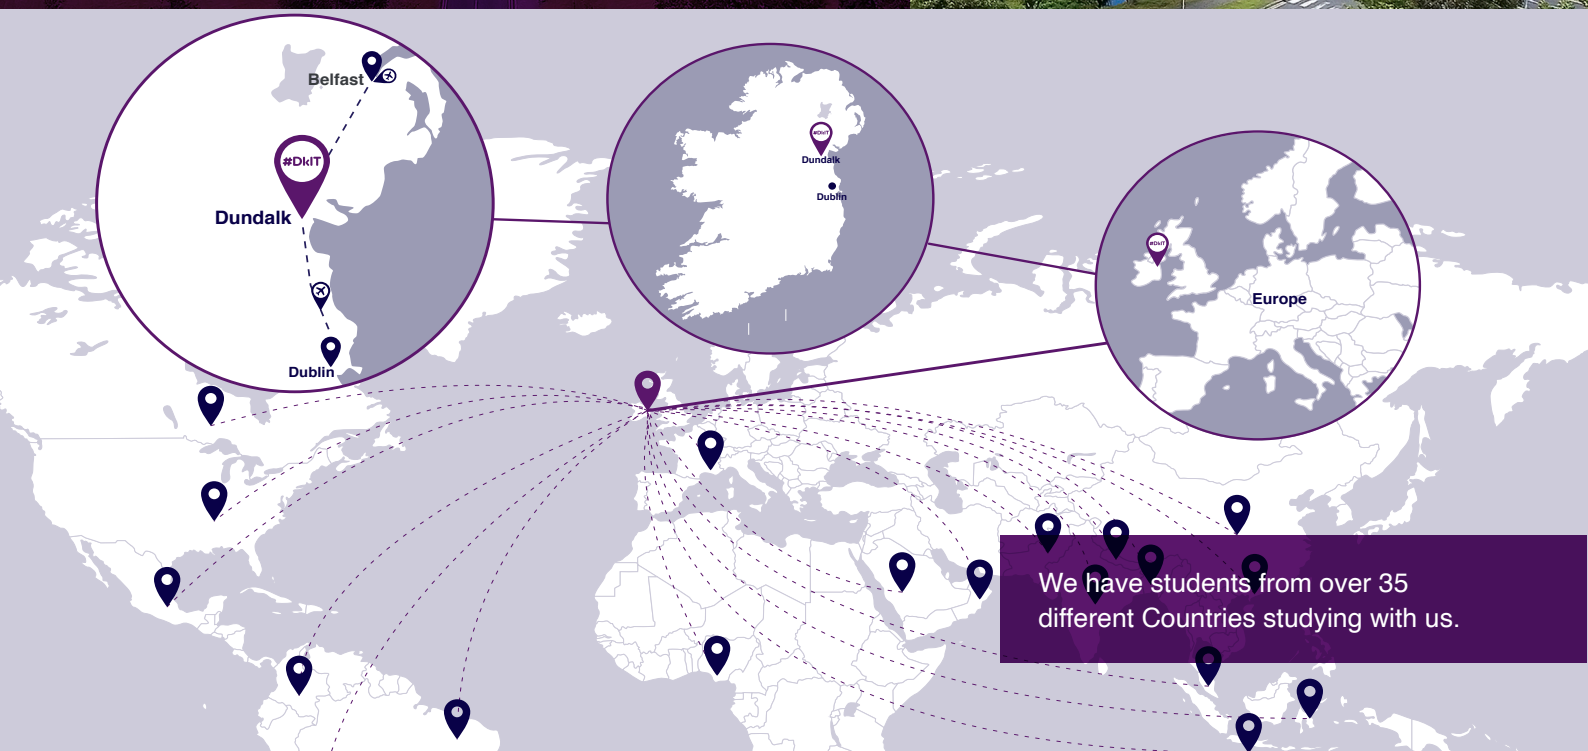 Belfast
#DkIT
Dundalk
Dublin
#DkIT
Dundalk
Dublin
#DkIT
Europe
We have students from over 35
different Countries studying with us.